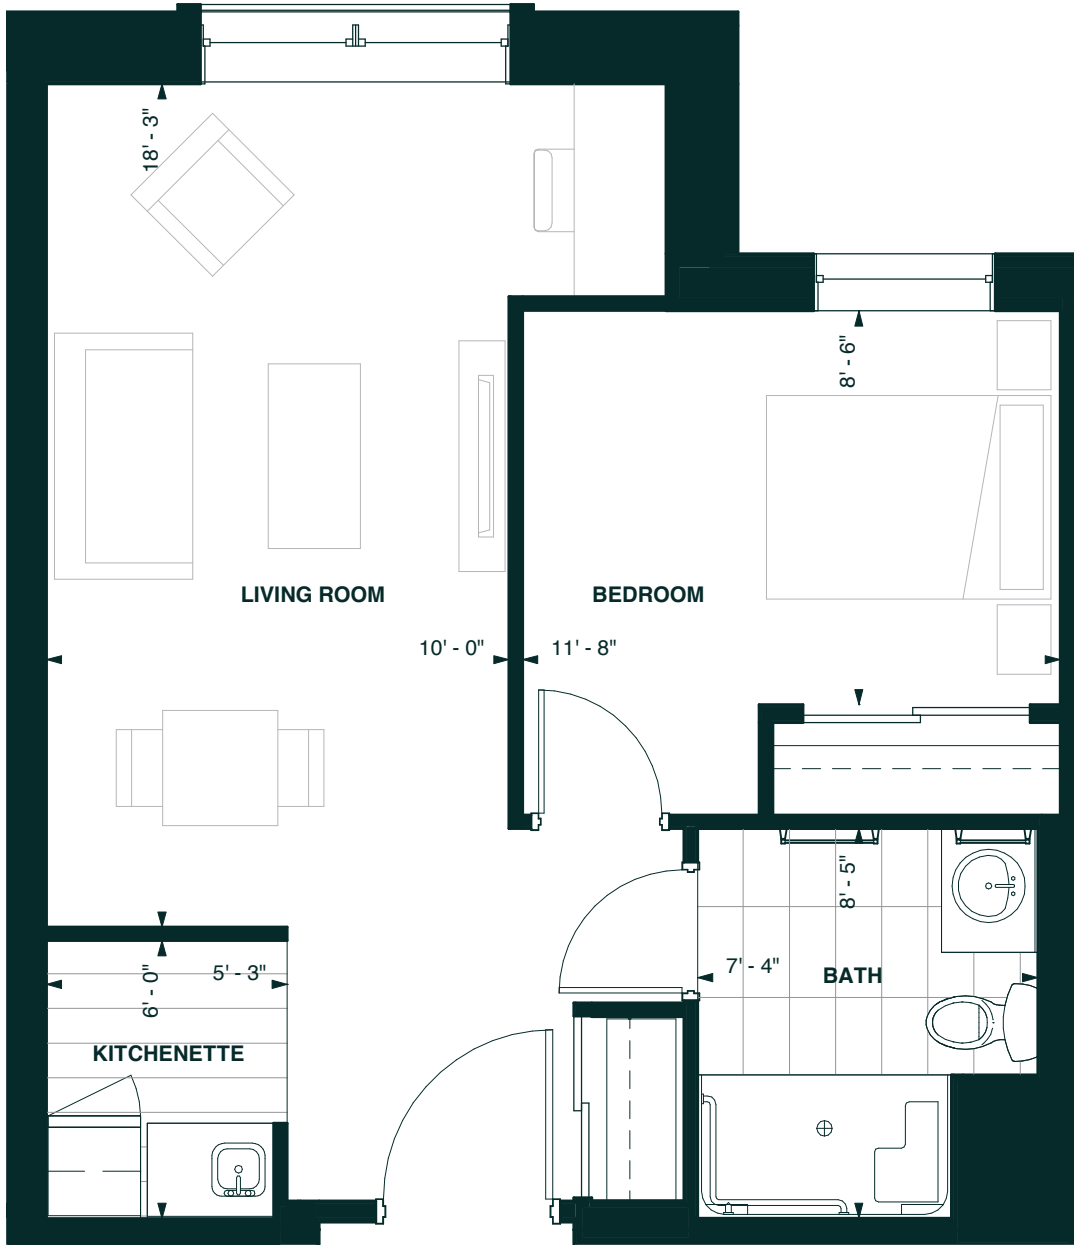 18' - 3"
8' - 6"
LIVING ROOM
BEDROOM
10' - 0"
11' - 8"
8' - 5"
7' - 4"
BATH
5' - 3"
6' - 0"
KITCHENETTE